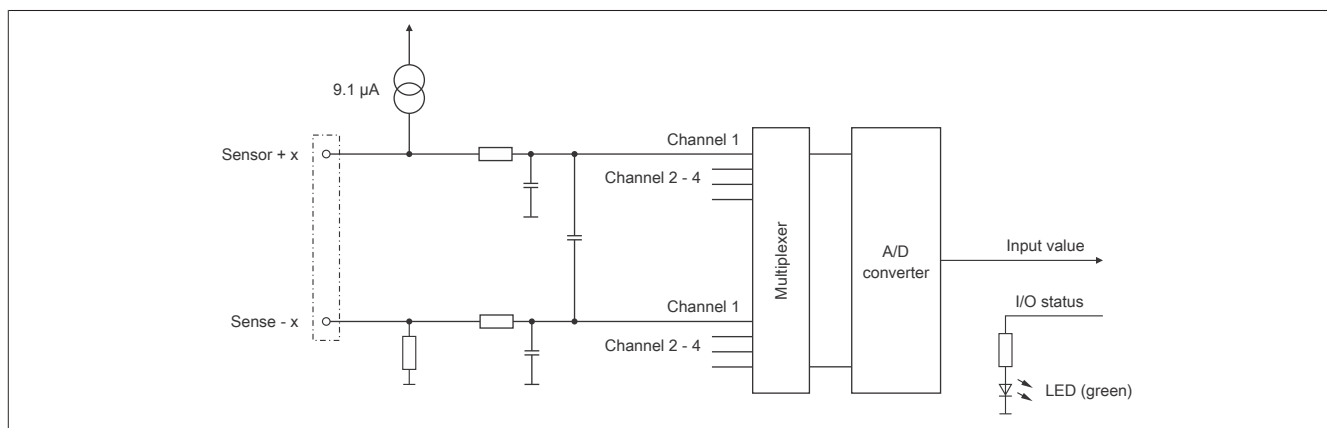 9.1 µA
Sensor + x
Channel 1
Channel 2 - 4
Multiplexer
A/D
converter
Input value
I/O status
Sense - x
Channel 1
Channel 2 - 4
LED (green)